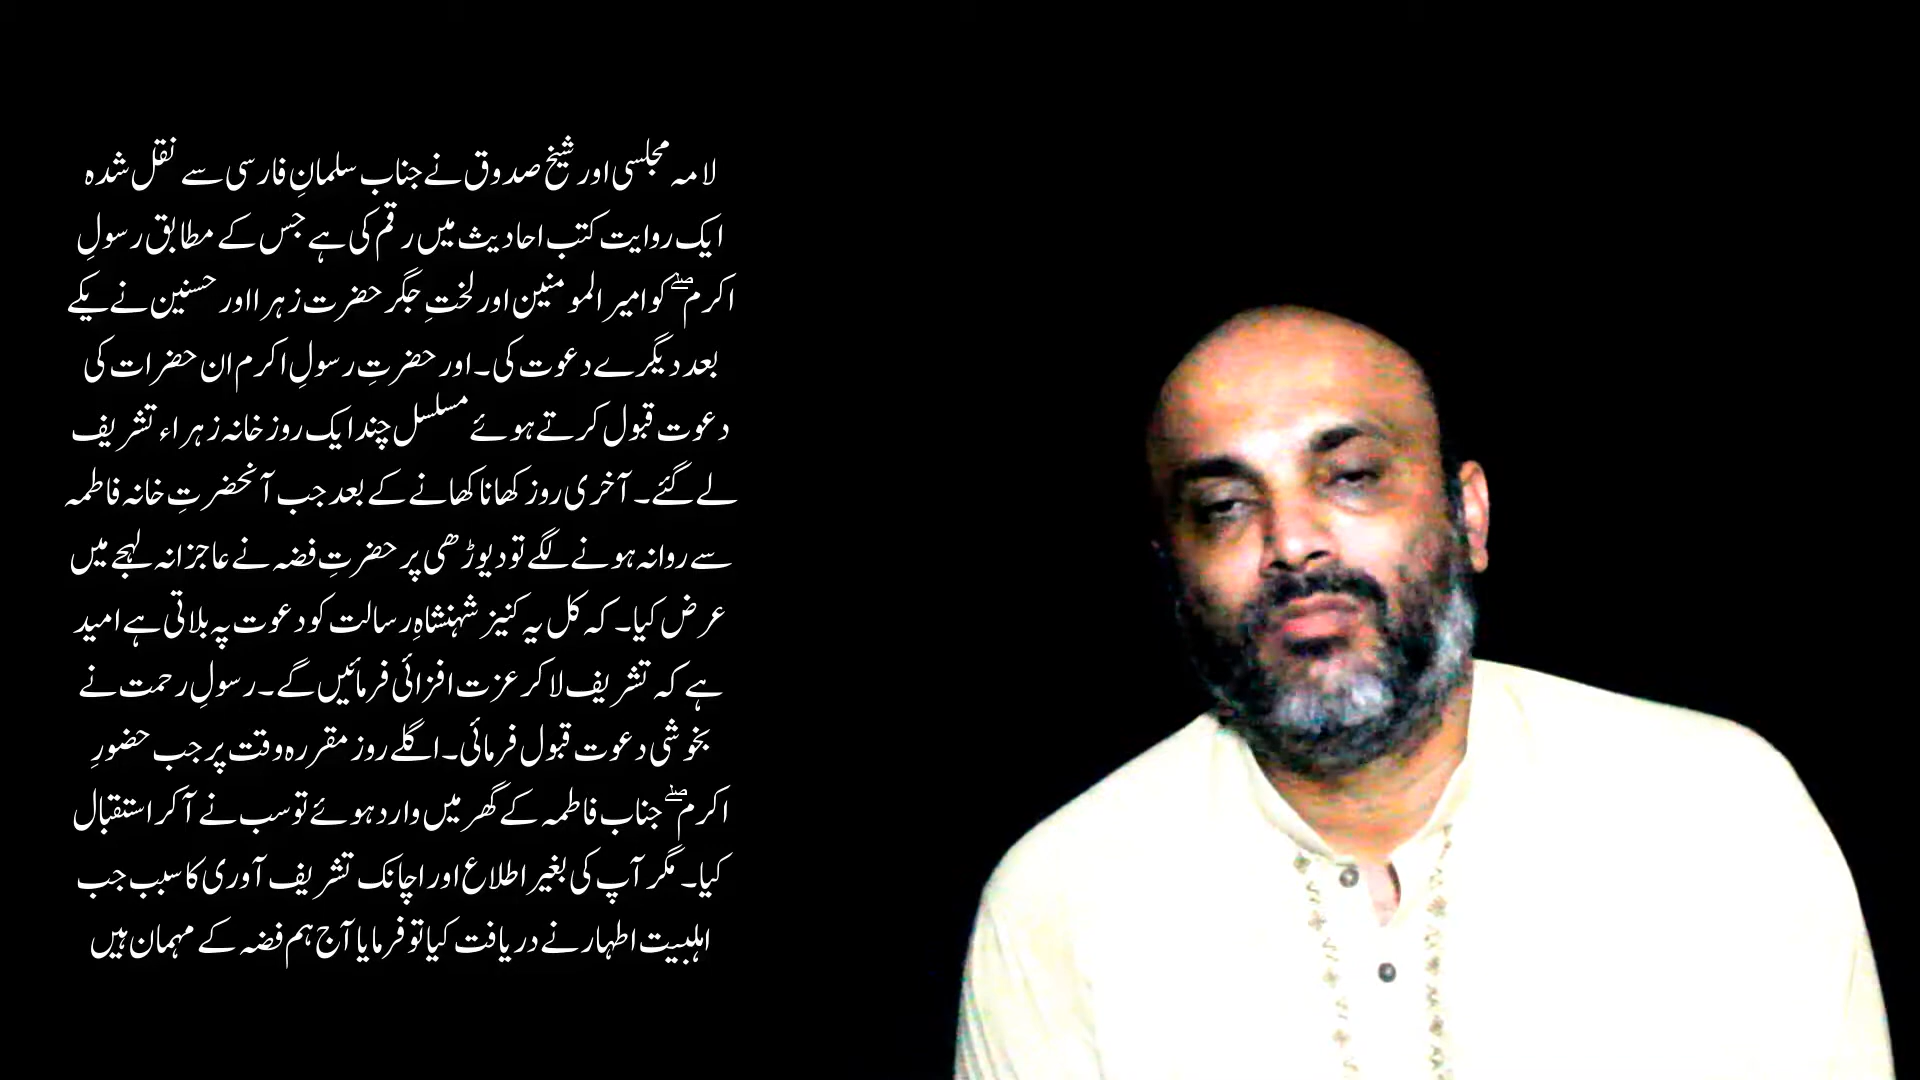 لامہ مجلسی اور شیخ صدوق نے جناب سلمانِ فارسی سے نقل شدہ
ایک روایت کتب احادیث میں رقم کی ہے جس کے مطابق رسولِ
اکرم ؐ کو امیر المومنین اور لختِ جگر حضرت زہرا اور حسنین نے یکے
بعد دیگرے دعوت کی۔ اور حضرتِ رسولِ اکرم ان حضرات کی
دعوت قبول کرتے ہوئے مسلسل چند ایک روز خانہ زہراء تشریف
لے گئے۔ آخری روز کھانا کھانے کے بعد جب آنحضرتِ خانہ فاطمہ
سے روانہ ہونے لگے تو دیوڑھی پر حضرتِ فضہ نے عاجزانہ لہجے میں
عرض کیا۔ کہ کل یہ کنیز شہنشاہِ رسالت کو دعوت پہ بلاتی ہے امید
ہے کہ تشریف لا کر عزت افزائی فرمائیں گے۔ رسولِ رحمت نے
بخوشی دعوت قبول فرمائی۔ اگلے روز مقررہ وقت پر جب حضورِ
اکرم ؐ جناب فاطمہ کے گھر میں وارد ہوئے تو سب نے آکر استقبال
کیا۔ مگر آپ کی بغیر اطلاع اور اچانک تشریف آوری کا سبب جب
اہلبیت اطہار نے دریافت کیا تو فرمایا آج ہم فضہ کے مہمان ہیں